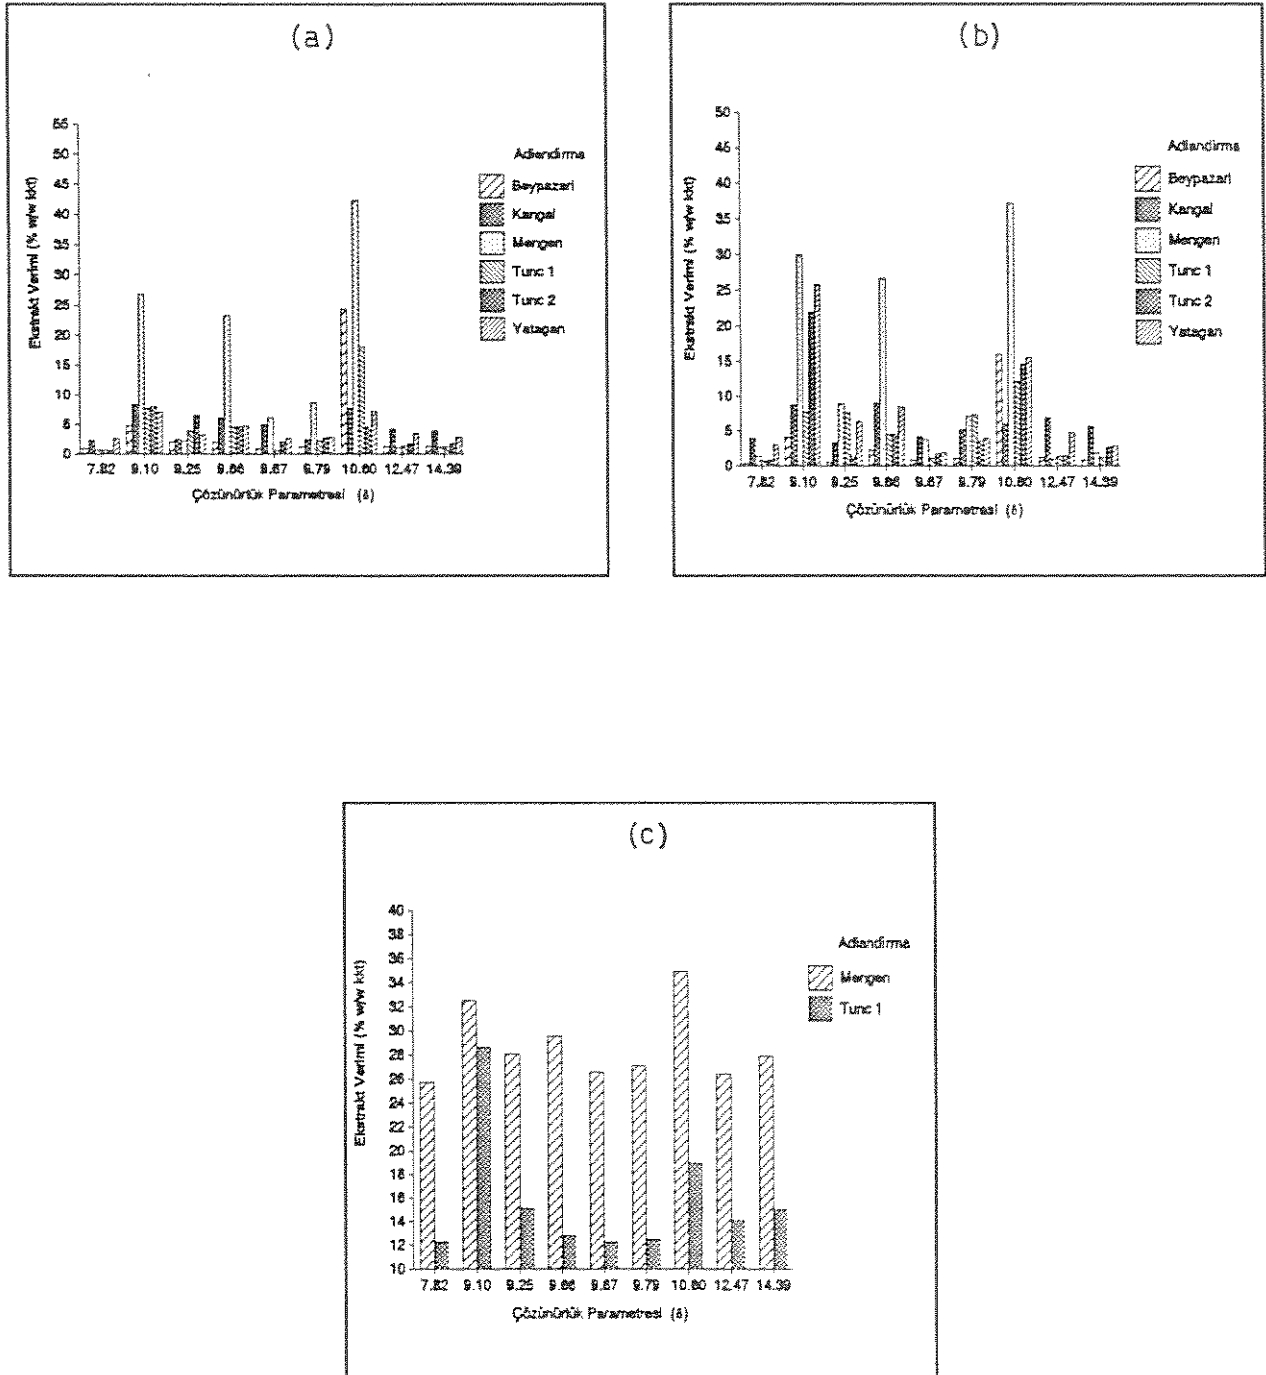 (a)
55
50
45
40
35
30
25
20
15
10
5
0
Ekstrakt Verimi (% w/w kkt)
7.82 9.10 9.25 9.66 9.67 9.79 10.60 12.47 14.39
Çözünürlük Parametresi (δ)
Adlandirma
Beypazari
Kangal
Mengen
Tunc 1
Tunc 2
Yatagan
(b)
50
45
40
35
30
25
20
15
10
5
0
Ekstrakt Verimi (% w/w kkt)
7.82 9.10 9.25 9.66 9.67 9.79 10.60 12.47 14.39
Çözünürlük Parametresi (δ)
Adlandirma
Beypazari
Kangal
Mengen
Tunc 1
Tunc 2
Yatagan
(c)
40
38
36
34
32
30
28
26
24
22
20
18
16
14
12
10
Ekstrakt Verimi (% w/w kkt)
7.82 9.10 9.25 9.66 9.67 9.79 10.60 12.47 14.39
Çözünürlük Parametresi (δ)
Adlandirma
Mengen
Tunc 1